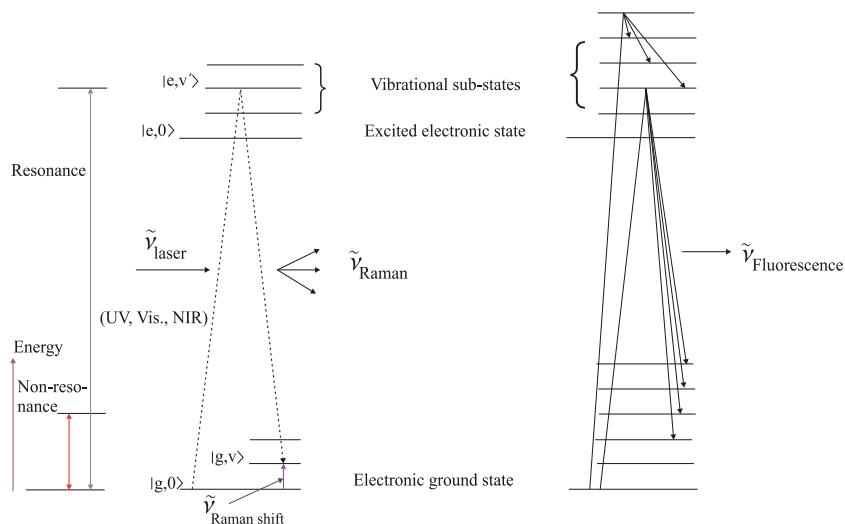 |e,v′⟩
Vibrational sub-states
|e,0⟩
Excited electronic state
Resonance
ṽ laser
ṽ Raman
ṽ Fluorescence
(UV, Vis., NIR)
Energy
Non-reso-
nance
|g,v⟩
|g,0⟩
Electronic ground state
ṽ Raman shift